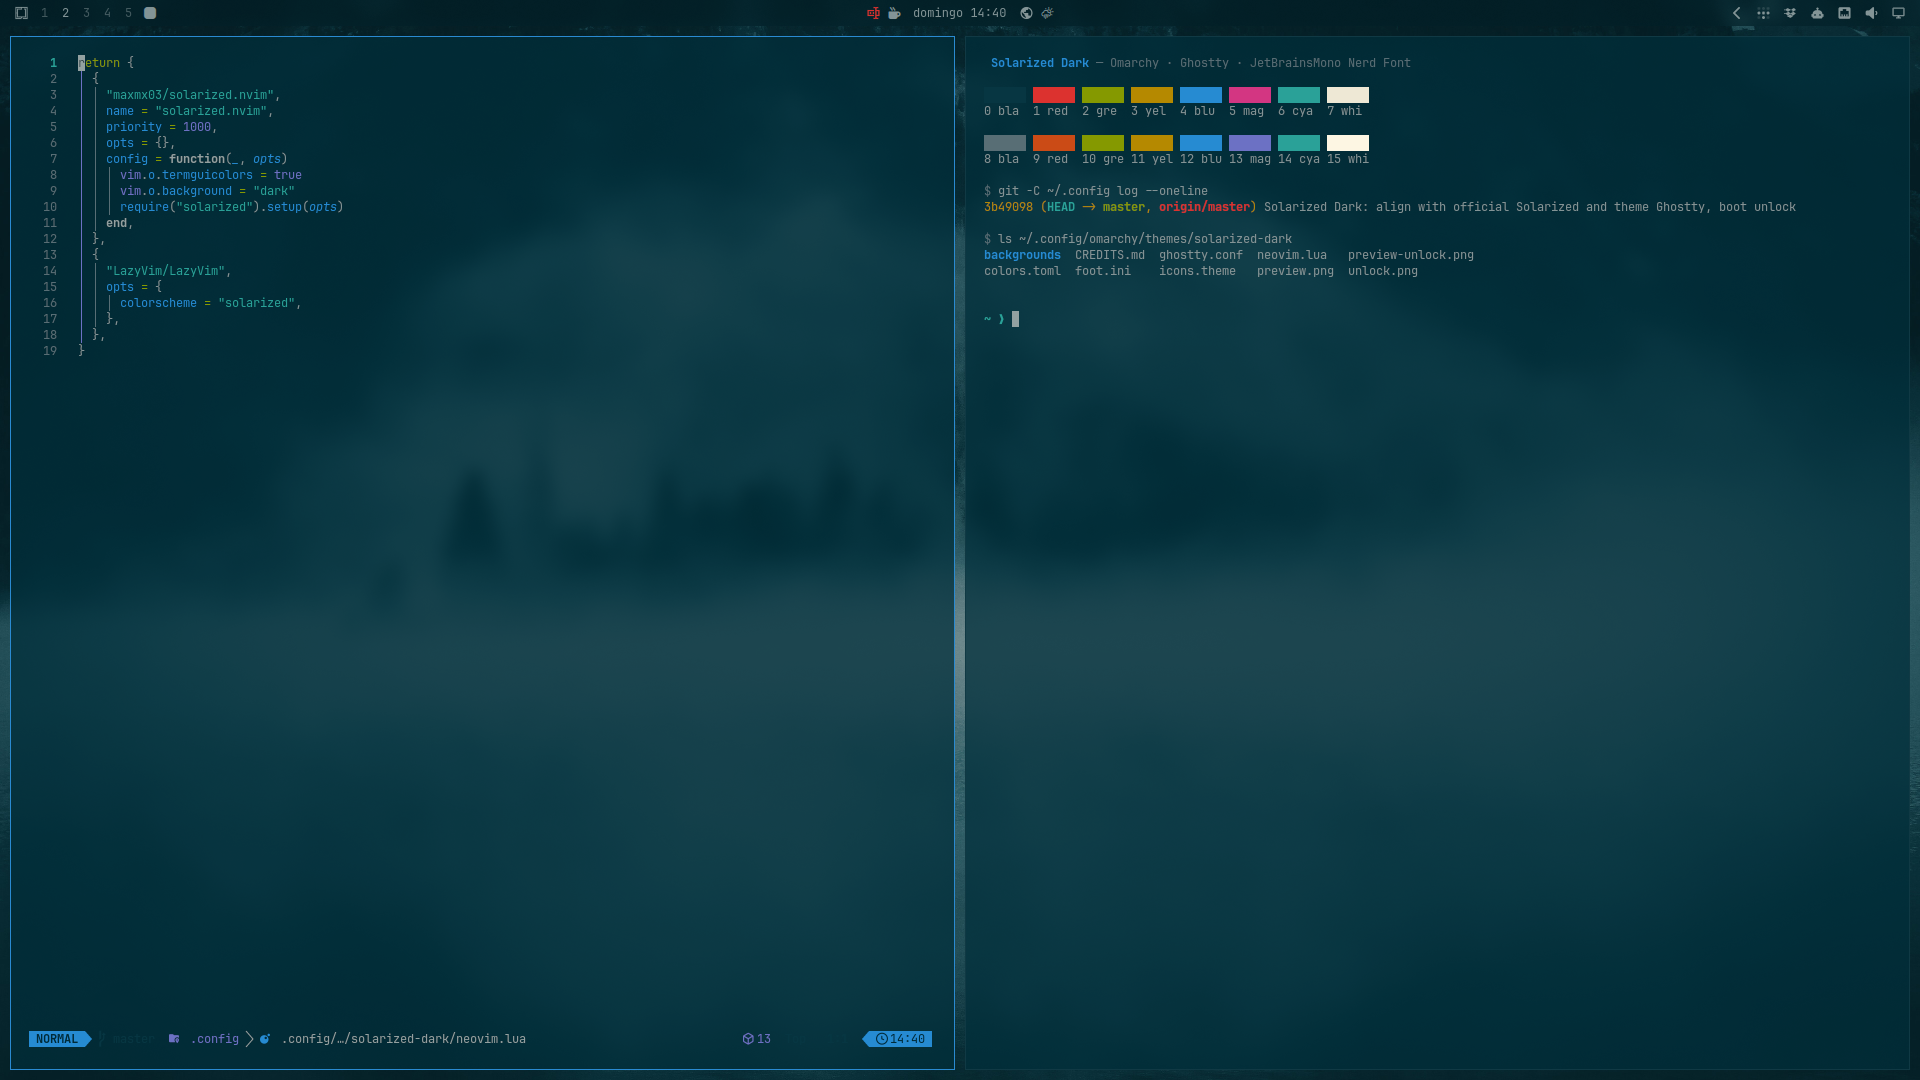 1 2 3 4 5
domingo 14:40
1 return {
2 {
3 "maxmx03/solarized.nvim",
4 name = "solarized.nvim",
5 priority = 1000,
6 opts = {},
7 config = function(_, opts)
8 vim.o.termguicolors = true
9 vim.o.background = "dark"
10 require("solarized").setup(opts)
11 end,
12 },
13 {
14 "LazyVim/LazyVim",
15 opts = {
16 colorscheme = "solarized",
17 },
18 },
19 }
NORMAL master .config .config/…/solarized-dark/neovim.lua 13 14:40
Solarized Dark — Omarchy · Ghostty · JetBrainsMono Nerd Font
0 bla 1 red 2 gre 3 yel 4 blu 5 mag 6 cya 7 whi
8 bla 9 red 10 gre 11 yel 12 blu 13 mag 14 cya 15 whi
$ git -C ~/.config log --oneline
3b49098 (HEAD -> master, origin/master) Solarized Dark: align with official Solarized and theme Ghostty, boot unlock
$ ls ~/.config/omarchy/themes/solarized-dark
backgrounds CREDITS.md ghostty.conf neovim.lua preview-unlock.png
colors.toml foot.ini icons.theme preview.png unlock.png
~ ❯